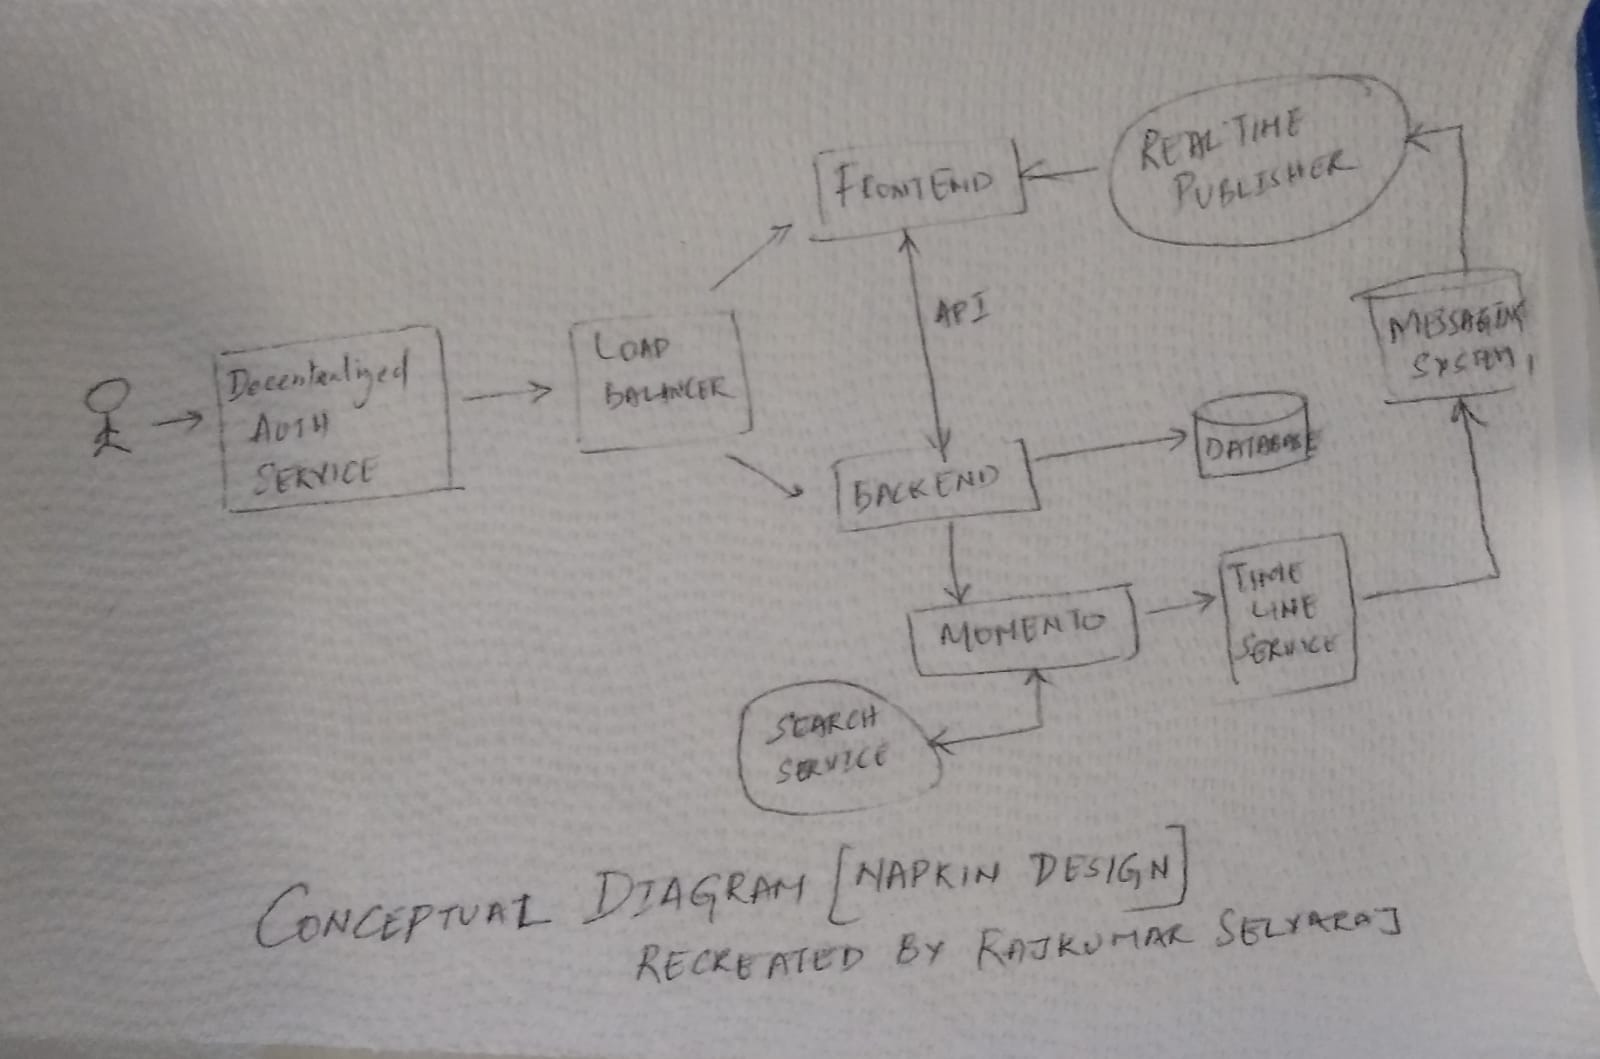 FRONTEND
REAL TIME
PUBLISHER
API
MESSAGING
SYSTEM
LOAD
BALANCER
Decentralized
AUTH
SERVICE
DATABASE
BACKEND
TIME
LINE
SERVICE
MOMENTO
SEARCH
SERVICE
CONCEPTUAL DIAGRAM [NAPKIN DESIGN]
RECREATED BY RAJKUMAR SELVARAJ